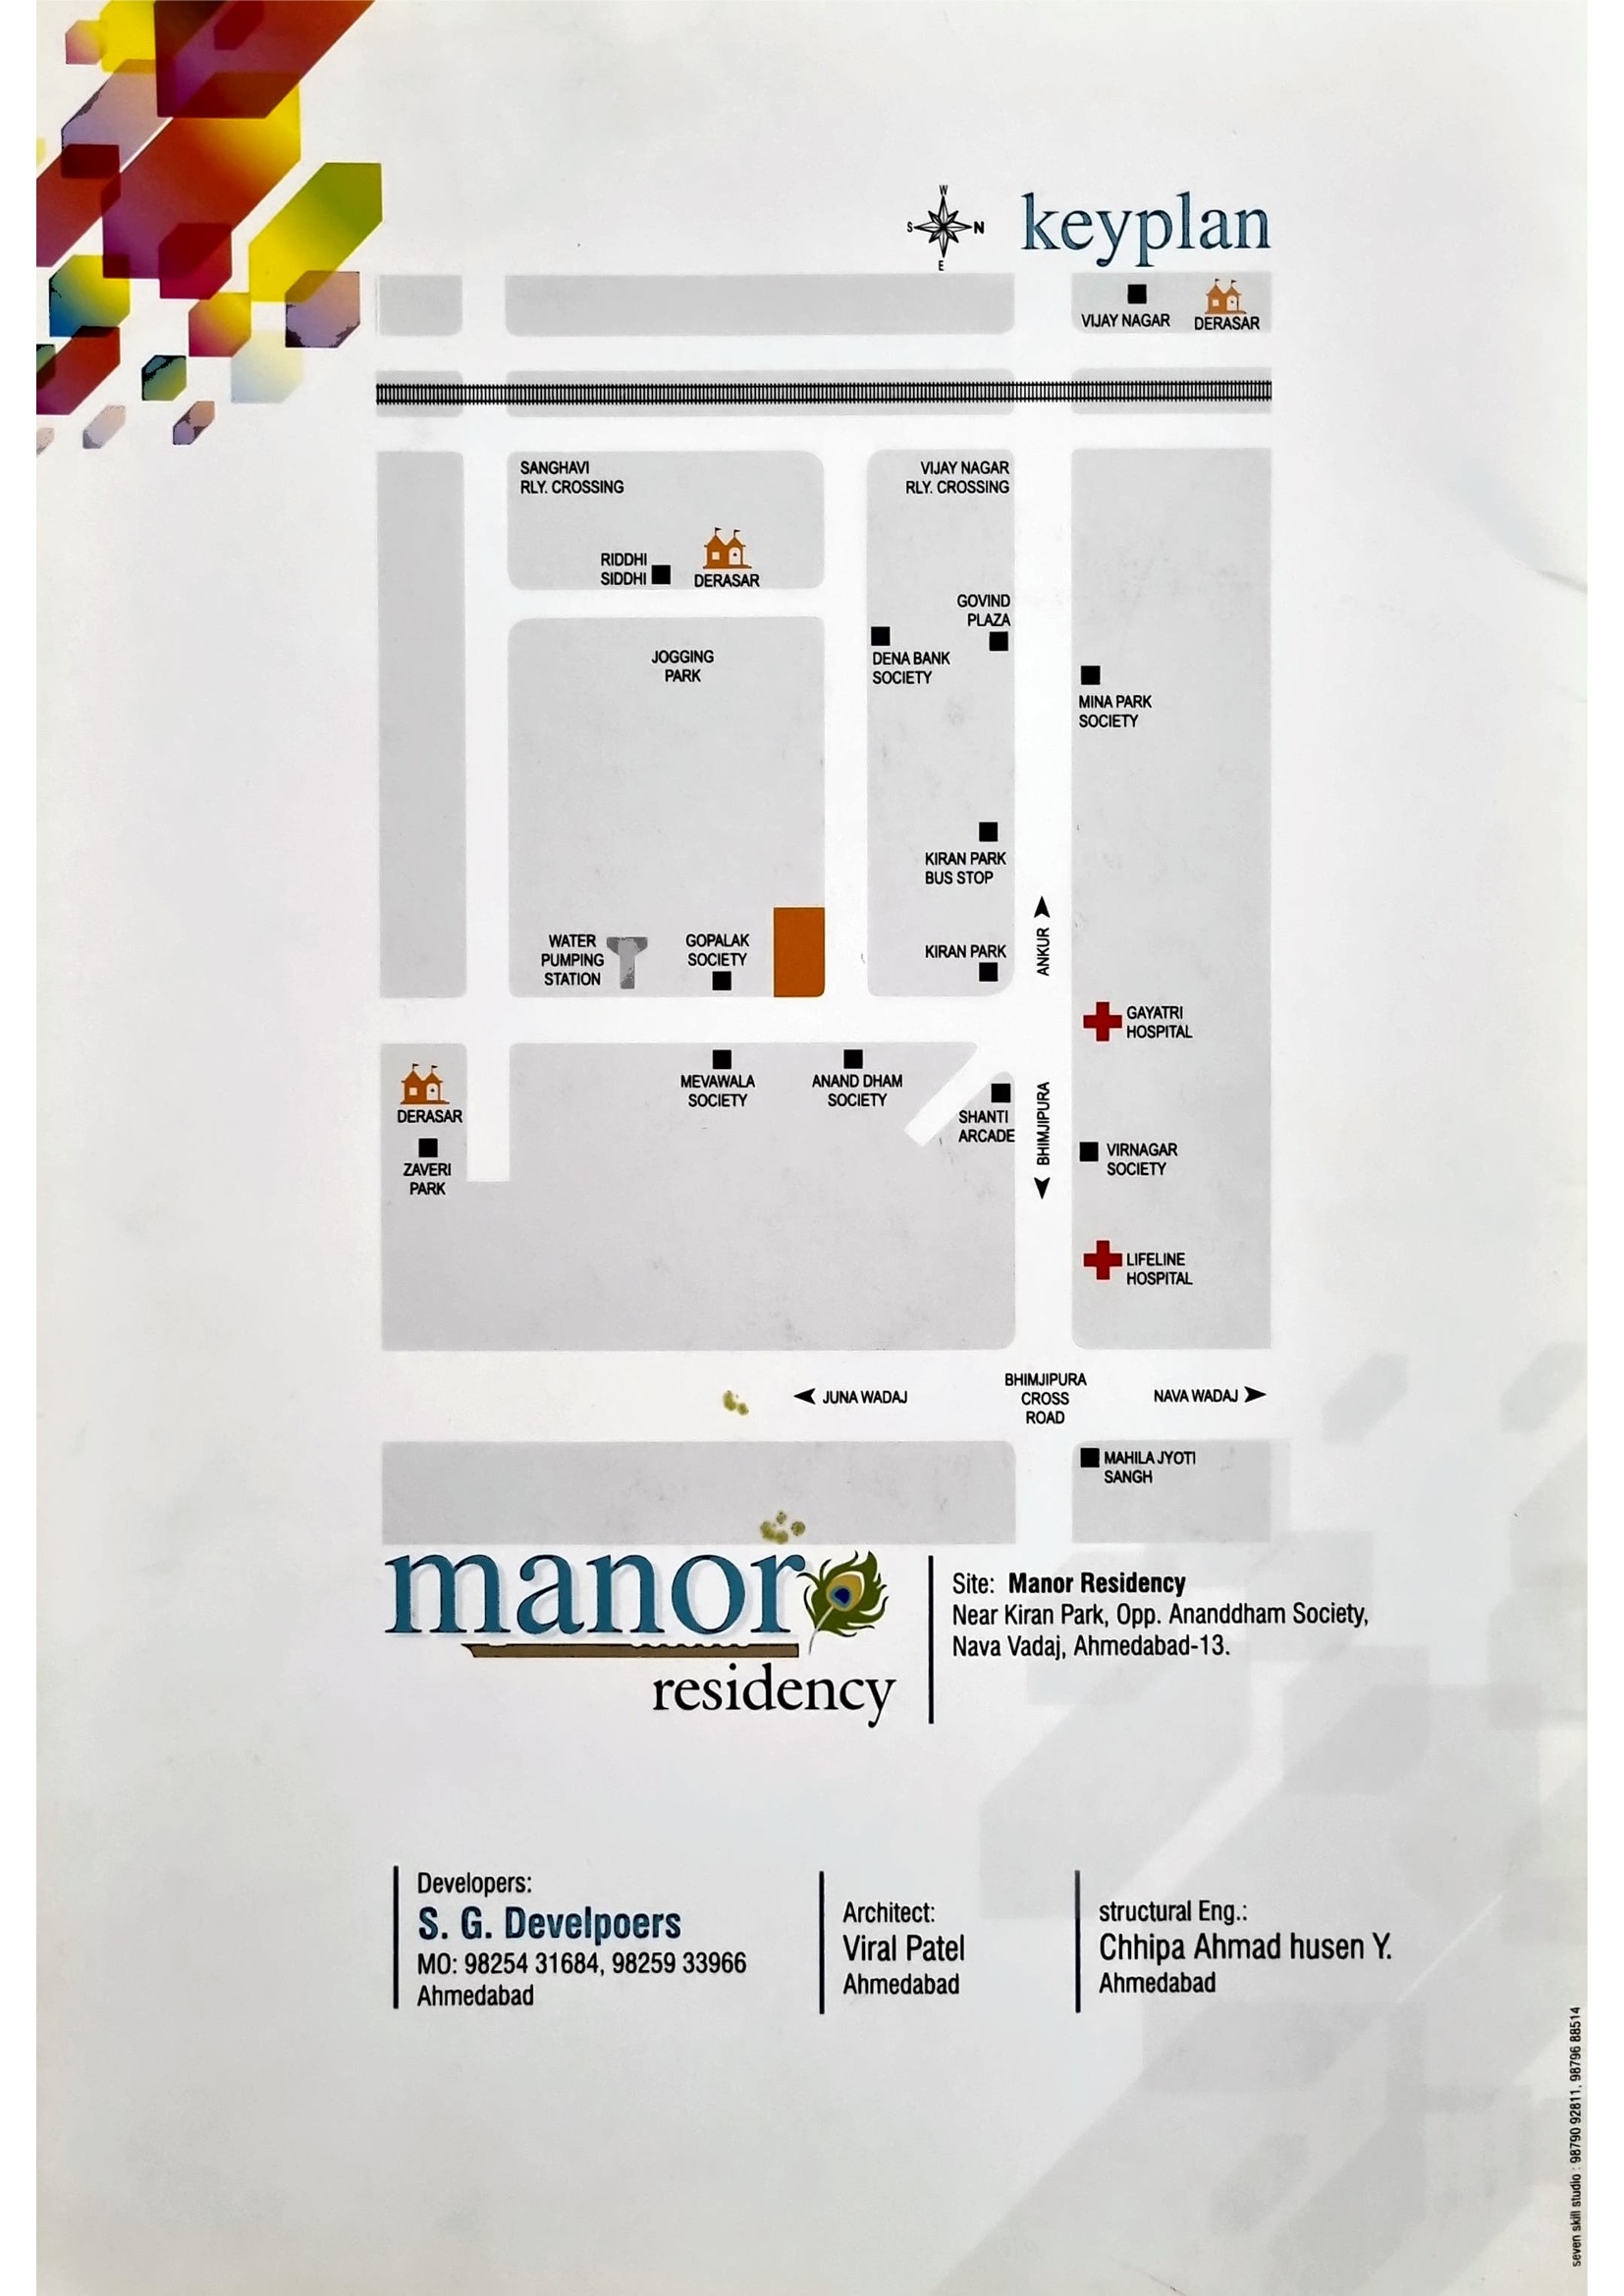 W
S N
E
keyplan
VIJAY NAGAR
DERASAR
SANGHAVI
RLY. CROSSING
VIJAY NAGAR
RLY. CROSSING
RIDDHI
SIDDHI
DERASAR
GOVIND
PLAZA
JOGGING
PARK
DENA BANK
SOCIETY
MINA PARK
SOCIETY
KIRAN PARK
BUS STOP
WATER
PUMPING
STATION
GOPALAK
SOCIETY
KIRAN PARK
ANKUR
GAYATRI
HOSPITAL
DERASAR
ZAVERI
PARK
MEVAWALA
SOCIETY
ANAND DHAM
SOCIETY
SHANTI
ARCADE
BHIMJIPURA
VIRNAGAR
SOCIETY
LIFELINE
HOSPITAL
JUNA WADAJ
BHIMJIPURA
CROSS
ROAD
NAVA WADAJ
MAHILA JYOTI
SANGH
manor
residency
Site: Manor Residency
Near Kiran Park, Opp. Ananddham Society,
Nava Vadaj, Ahmedabad-13.
Developers:
S. G. Develpoers
MO: 98254 31684, 98259 33966
Ahmedabad
Architect:
Viral Patel
Ahmedabad
structural Eng.:
Chhipa Ahmad husen Y.
Ahmedabad
seven skill studio : 98790 92811, 98796 88514